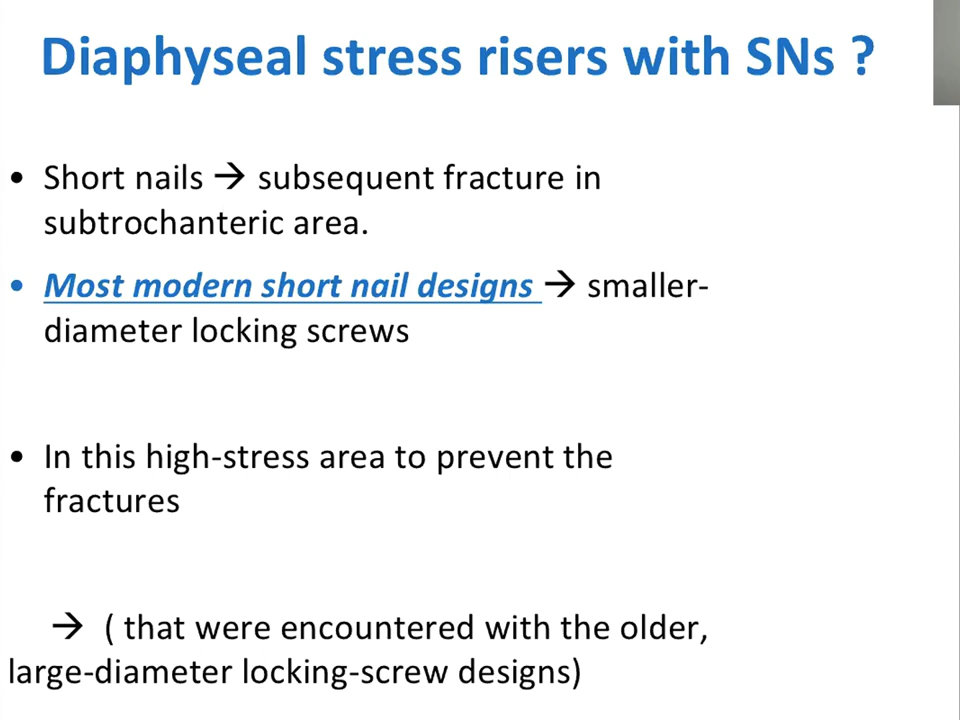 Diaphyseal stress risers with SNs ?
• Short nails → subsequent fracture in
subtrochanteric area.
• Most modern short nail designs → smaller-
diameter locking screws
• In this high-stress area to prevent the
fractures
→ ( that were encountered with the older,
large-diameter locking-screw designs)